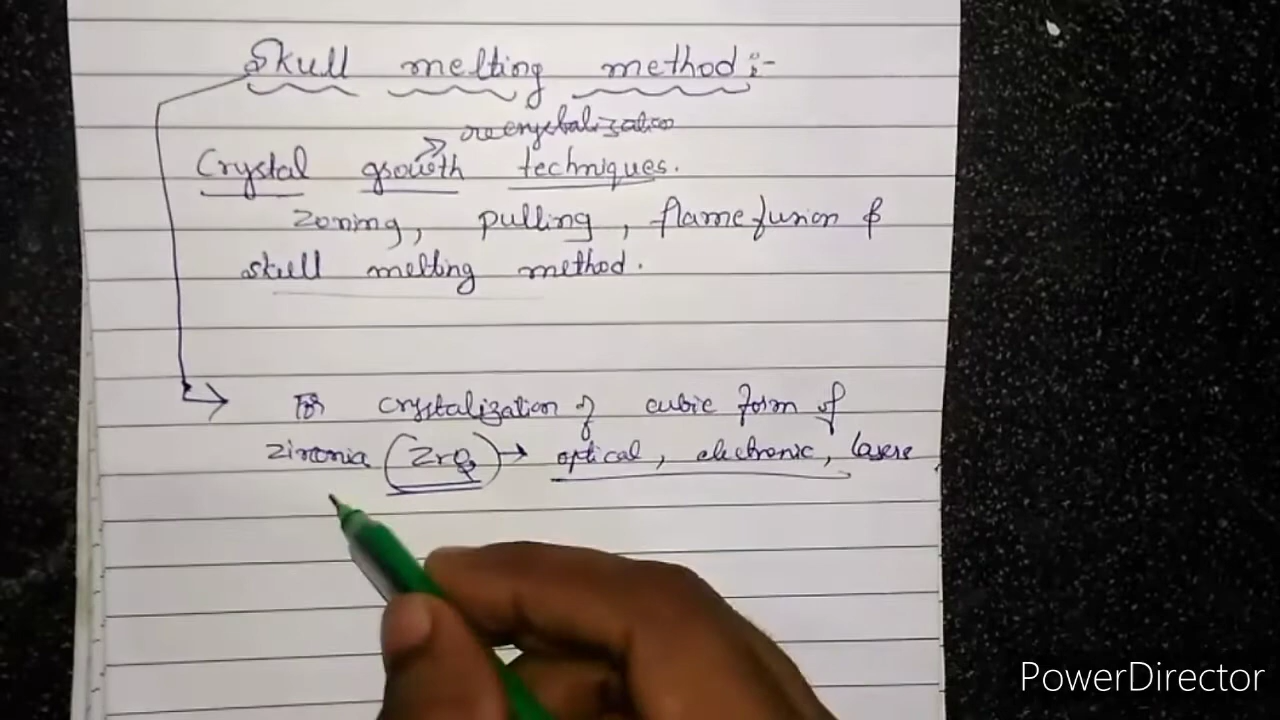 Skull melting method :-
recrystalization
Crystal growth techniques.
Zoning, pulling, flame fusion &
skull melting method.
For crystalization of cubic form of
zirconia (ZrO2) → optical, electronic, lasers
PowerDirector